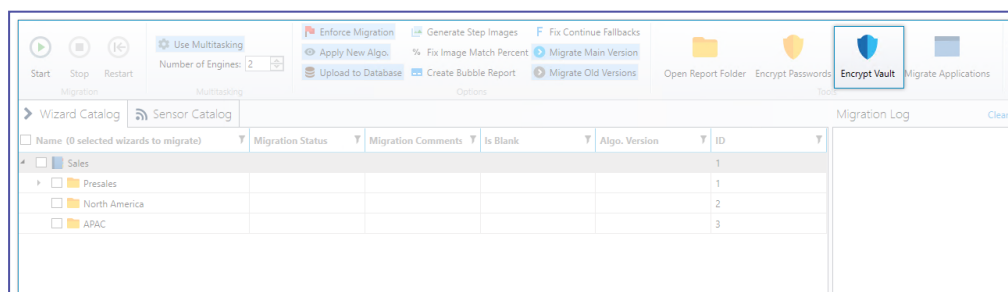 Enforce Migration Generate Step Images F Fix Continue Fallbacks
Use Multitasking Apply New Algo. % Fix Image Match Percent Migrate Main Version
Number of Engines: 2 Upload to Database Create Bubble Report Migrate Old Versions
Start Stop Restart Open Report Folder Encrypt Passwords Encrypt Vault Migrate Applications
Migration Multitasking Options Tools
Wizard Catalog Sensor Catalog Migration Log Clear
Name (0 selected wizards to migrate) Migration Status Migration Comments Is Blank Algo. Version ID
Sales 1
Presales 1
North America 2
APAC 3